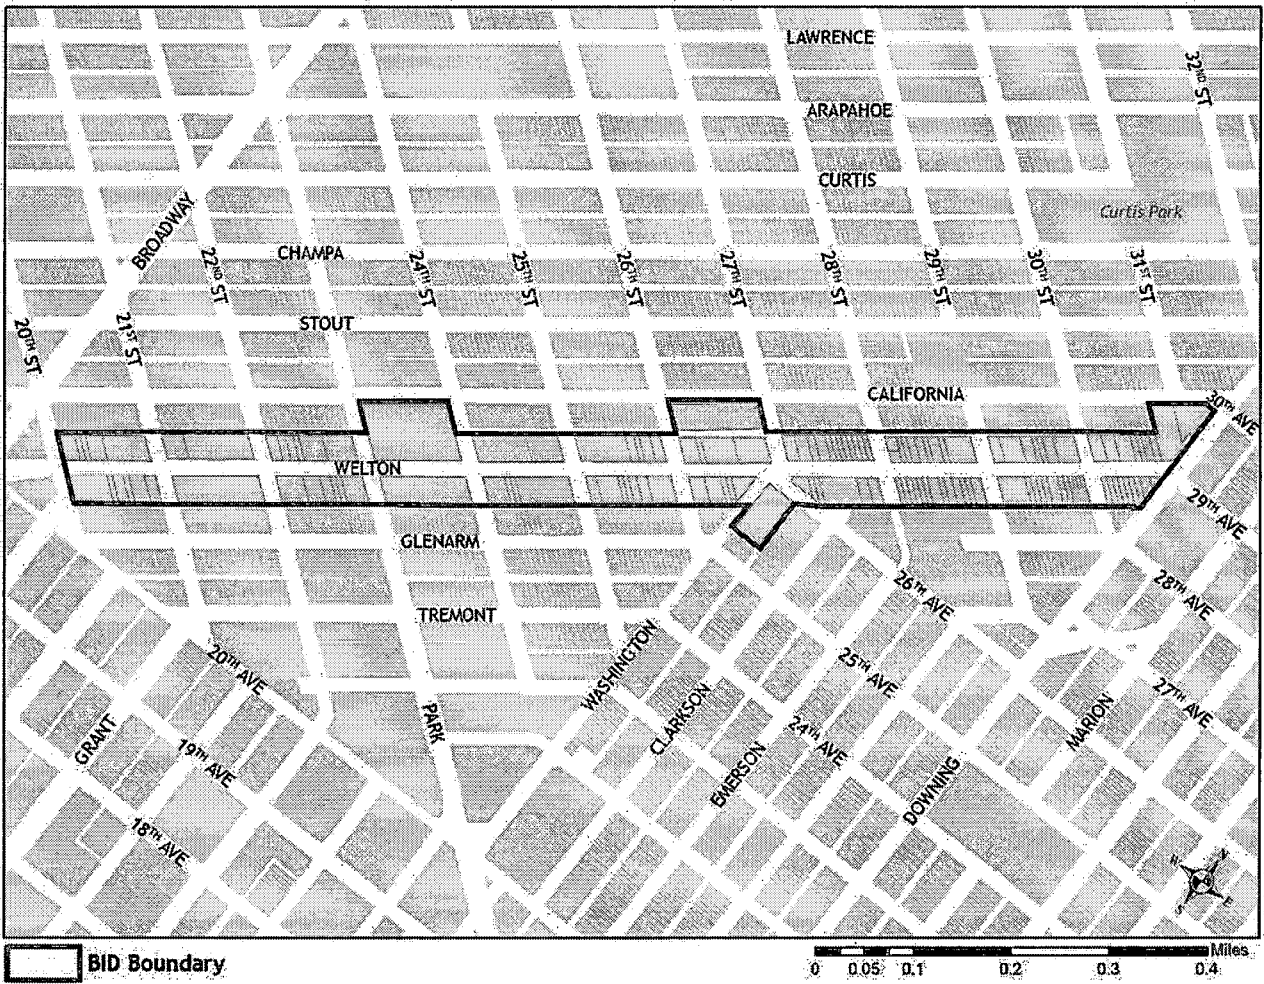 LAWRENCE
32ND ST
ARAPAHOE
CURTIS
Curtis Park
BROADWAY
CHAMPA
22ND ST
24TH ST
25TH ST
26TH ST
27TH ST
28TH ST
29TH ST
30TH ST
31ST ST
20TH ST
21ST ST
STOUT
CALIFORNIA
30TH AVE
WELTON
29TH AVE
GLENARM
26TH AVE
28TH AVE
TREMONT
20TH AVE
WASHINGTON
25TH AVE
27TH AVE
GRANT
19TH AVE
PARK
CLARKSON
24TH AVE
MARION
EMERSON
DOWNING
18TH AVE
N
W
E
S
BID Boundary
Miles
0 0.05 0.1 0.2 0.3 0.4